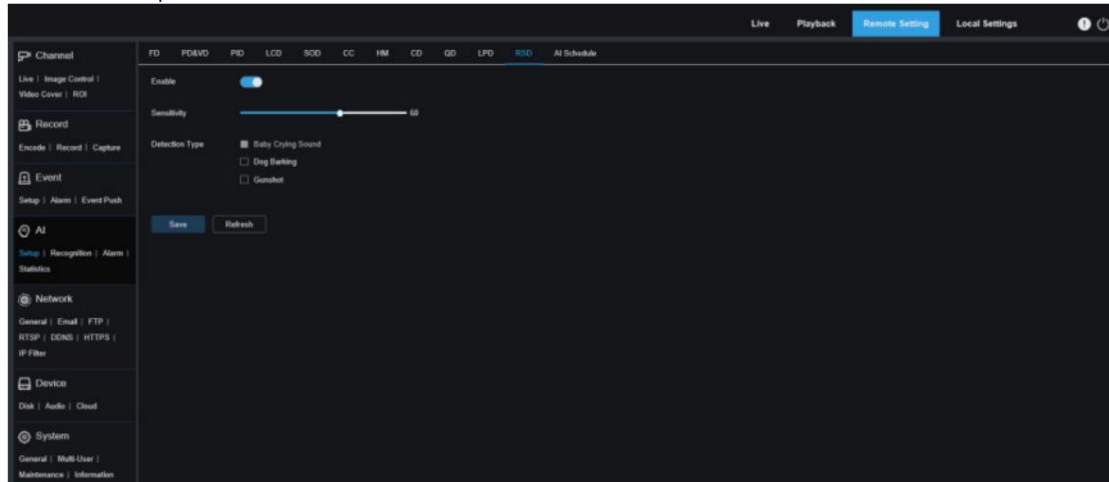 Live Playback Remote Setting Local Settings
Channel
Live | Image Control |
Video Cover | ROI
Record
Encode | Record | Capture
Event
Setup | Alarm | Event Push
AI
Setup | Recognition | Alarm |
Statistics
Network
General | Email | FTP |
RTSP | DDNS | HTTPS |
IP Filter
Device
Disk | Audio | Cloud
System
General | Multi-User |
Maintenance | Information
FD PD&VD PID LCD SOD CC HM CD QD LPD RSD AI Schedule
Enable
Sensitivity 60
Detection Type Baby Crying Sound
Dog Barking
Gunshot
Save Refresh